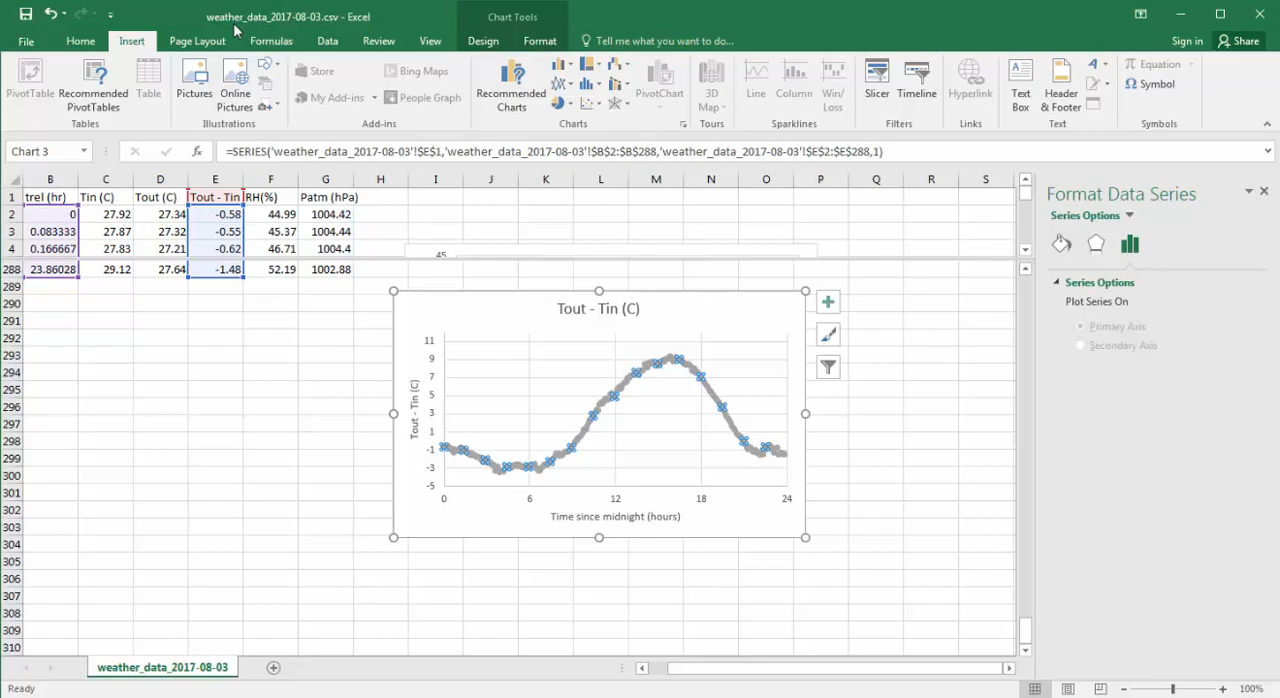 weather_data_2017-08-03.csv - Excel
Chart Tools
File Home Insert Page Layout Formulas Data Review View Design Format Tell me what you want to do... Sign in Share
PivotTable Recommended PivotTables Table
Pictures Online Pictures
Store
My Add-ins
Bing Maps
People Graph
Recommended Charts
PivotChart
3D Map
Line Column Win/Loss
Slicer Timeline
Hyperlink
Text Box Header & Footer
Equation
Symbol
Tables Illustrations Add-ins Charts Tours Sparklines Filters Links Text Symbols
Chart 3 fx =SERIES('weather_data_2017-08-03'!$E$1,'weather_data_2017-08-03'!$B$2:$B$288,'weather_data_2017-08-03'!$E$2:$E$288,1)
B C D E F G H I J K L M N O P Q R S
1 trel (hr) Tin (C) Tout (C) Tout - Tin RH(%) Patm (hPa)
2 0 27.92 27.34 -0.58 44.99 1004.42
3 0.083333 27.87 27.32 -0.55 45.37 1004.44
4 0.166667 27.83 27.21 -0.62 46.71 1004.4
45
288 23.86028 29.12 27.64 -1.48 52.19 1002.88
289
290
291
292
293
294
295
296
297
298
299
300
301
302
303
304
305
306
307
308
309
310
Tout - Tin (C)
11
9
7
5
3
1
-1
-3
-5
0 6 12 18 24
Tout - Tin (C)
Time since midnight (hours)
Format Data Series
Series Options
Series Options
Plot Series On
Primary Axis
Secondary Axis
weather_data_2017-08-03
Ready
100%